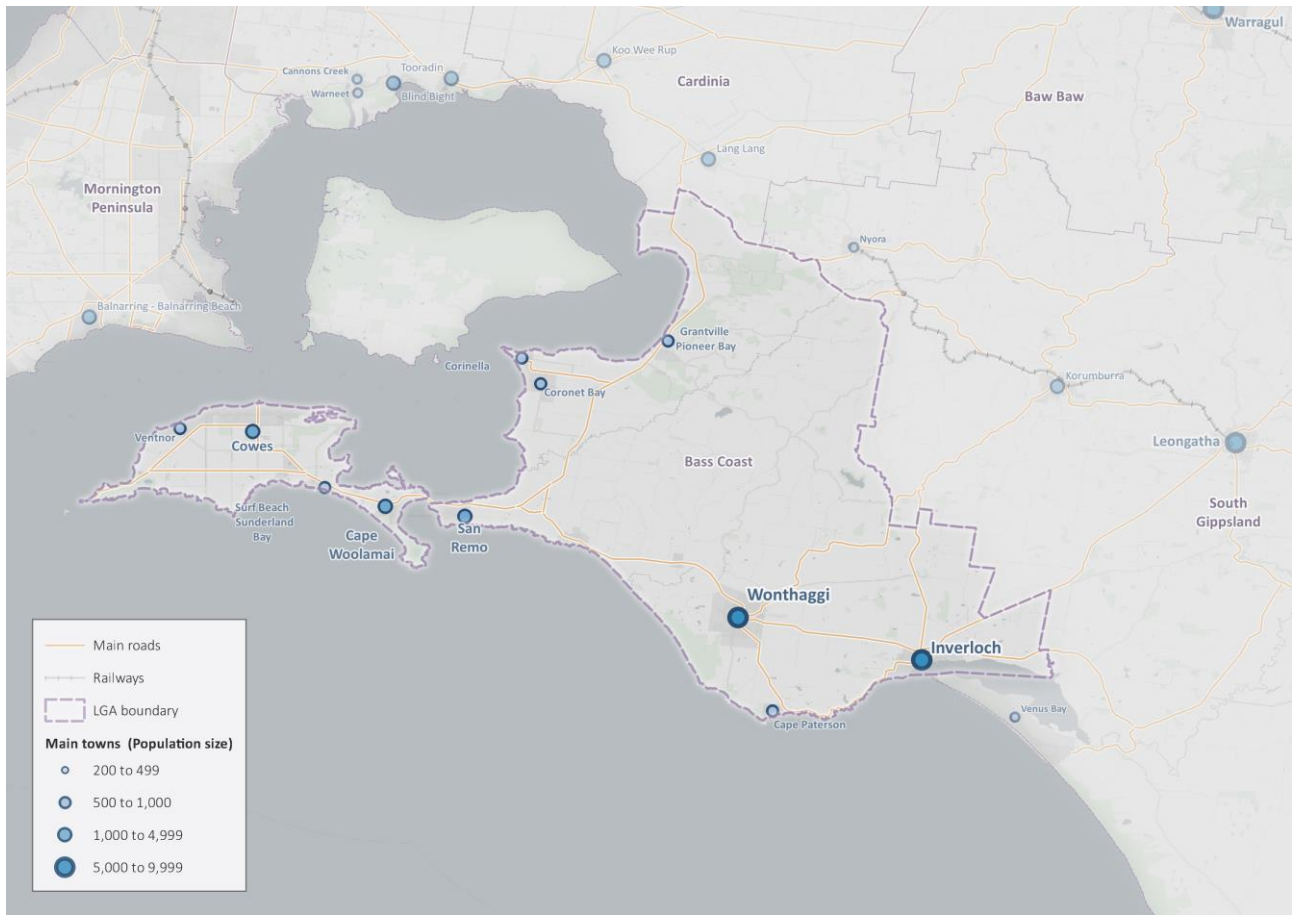 Warragul
Koo Wee Rup
Tooradin
Cannons Creek
Cardinia
Warneet
Blind Bight
Baw Baw
Lang Lang
Mornington
Peninsula
Nyora
Balnarring - Balnarring Beach
Grantville
Pioneer Bay
Corinella
Korumburra
Coronet Bay
Ventnor
Cowes
Leongatha
Bass Coast
Surf Beach
Sunderland
Bay
South
Gippsland
Cape
Woolamai
San
Remo
Wonthaggi
Inverloch
Venus Bay
Cape Paterson
Main roads
Railways
LGA boundary
Main towns (Population size)
200 to 499
500 to 1,000
1,000 to 4,999
5,000 to 9,999